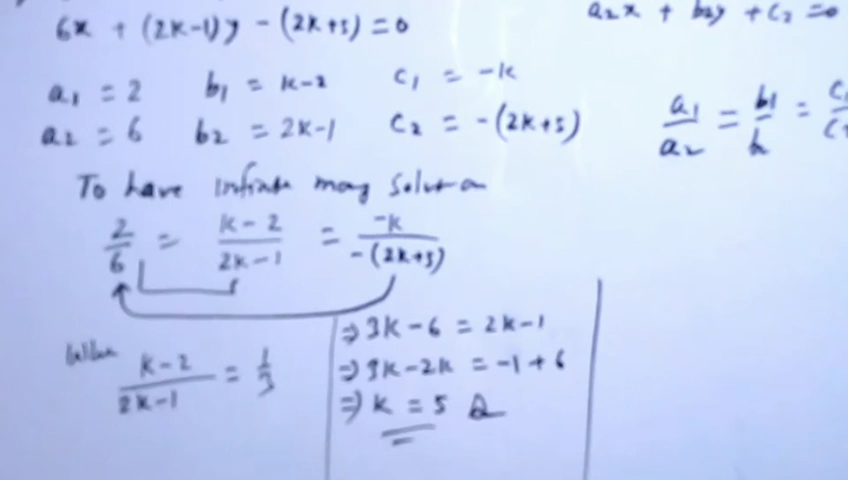 6x + (2k-1)y - (2k+5) = 0
a₂x + b₂y + c₂ = 0
a₁ = 2 b₁ = k-2 c₁ = -k
a₂ = 6 b₂ = 2k-1 c₂ = -(2k+5)
a₁/a₂ = b₁/b = c
To have infinite many solution
2/6 = k-2/2k-1 = -k/-(2k+5)
When k-2/2k-1 = 1/3
⇒ 3k-6 = 2k-1
⇒ 3k-2k = -1+6
⇒ k = 5